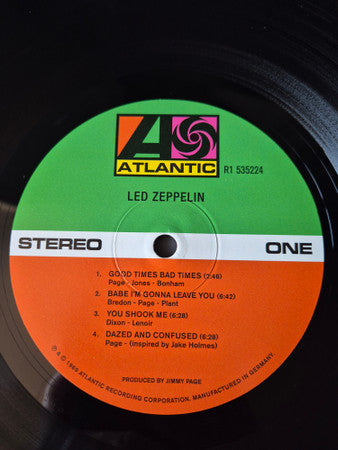 ATLANTIC
R1 535224
LED ZEPPELIN
STEREO ONE
1. GOOD TIMES BAD TIMES (2:46)
Page - Jones - Bonham
2. BABE I'M GONNA LEAVE YOU (6:42)
Bredon - Page - Plant
3. YOU SHOOK ME (6:28)
Dixon - Lenoir
4. DAZED AND CONFUSED (6:28)
Page - (inspired by Jake Holmes)
PRODUCED BY JIMMY PAGE
℗ & © 1969 ATLANTIC RECORDING CORPORATION. MANUFACTURED IN GERMANY.